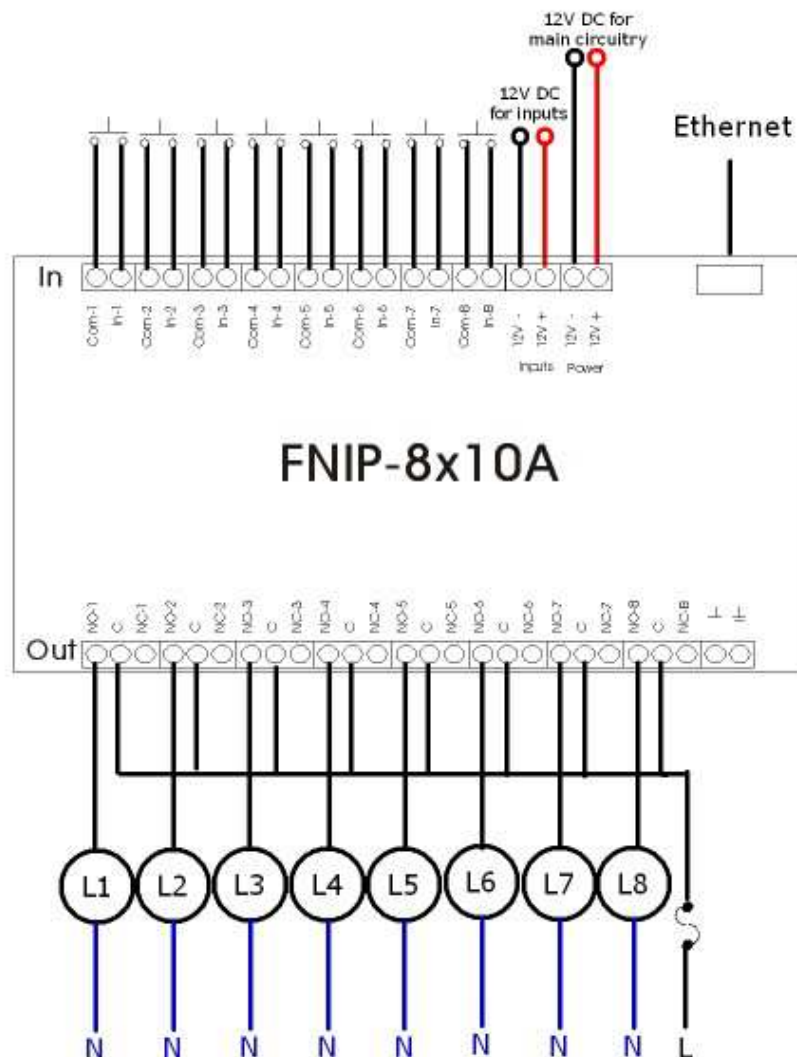 12V DC for
main circuitry
12V DC
for inputs
Ethernet
In
Com-1 In-1 Com-2 In-2 Com-3 In-3 Com-4 In-4 Com-5 In-5 Com-6 In-6 Com-7 In-7 Com-8 In-8 12V - 12V + 12V - 12V +
Inputs Power
FNIP-8x10A
NO-1 C NC-1 NO-2 C NC-2 NO-3 C NC-3 NO-4 C NC-4 NO-5 C NC-5 NO-6 C NC-6 NO-7 C NC-7 NO-8 C NC-8
Out
L1 L2 L3 L4 L5 L6 L7 L8
N N N N N N N N L